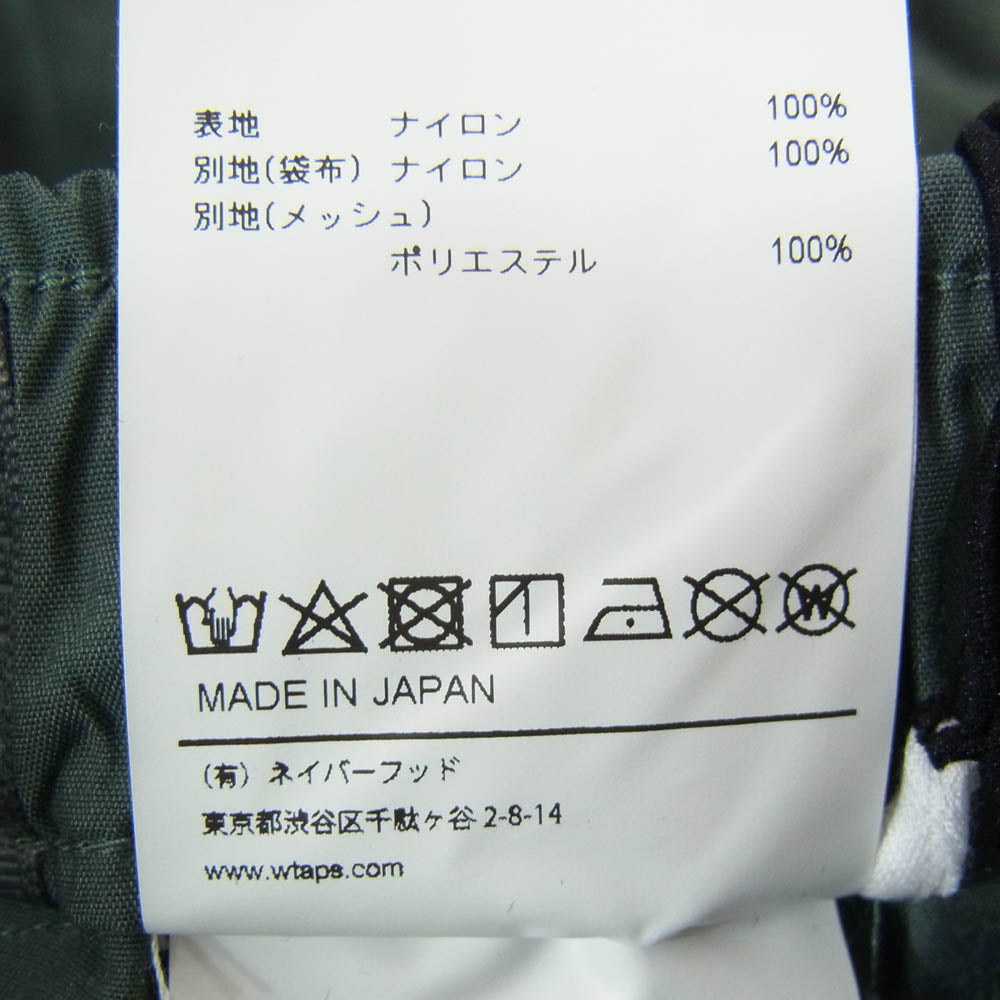 表地 ナイロン 100%
別地(袋布) ナイロン 100%
別地(メッシュ)
ポリエステル 100%
W
MADE IN JAPAN
(有) ネイバーフッド
東京都渋谷区千駄ヶ谷 2-8-14
www.wtaps.com